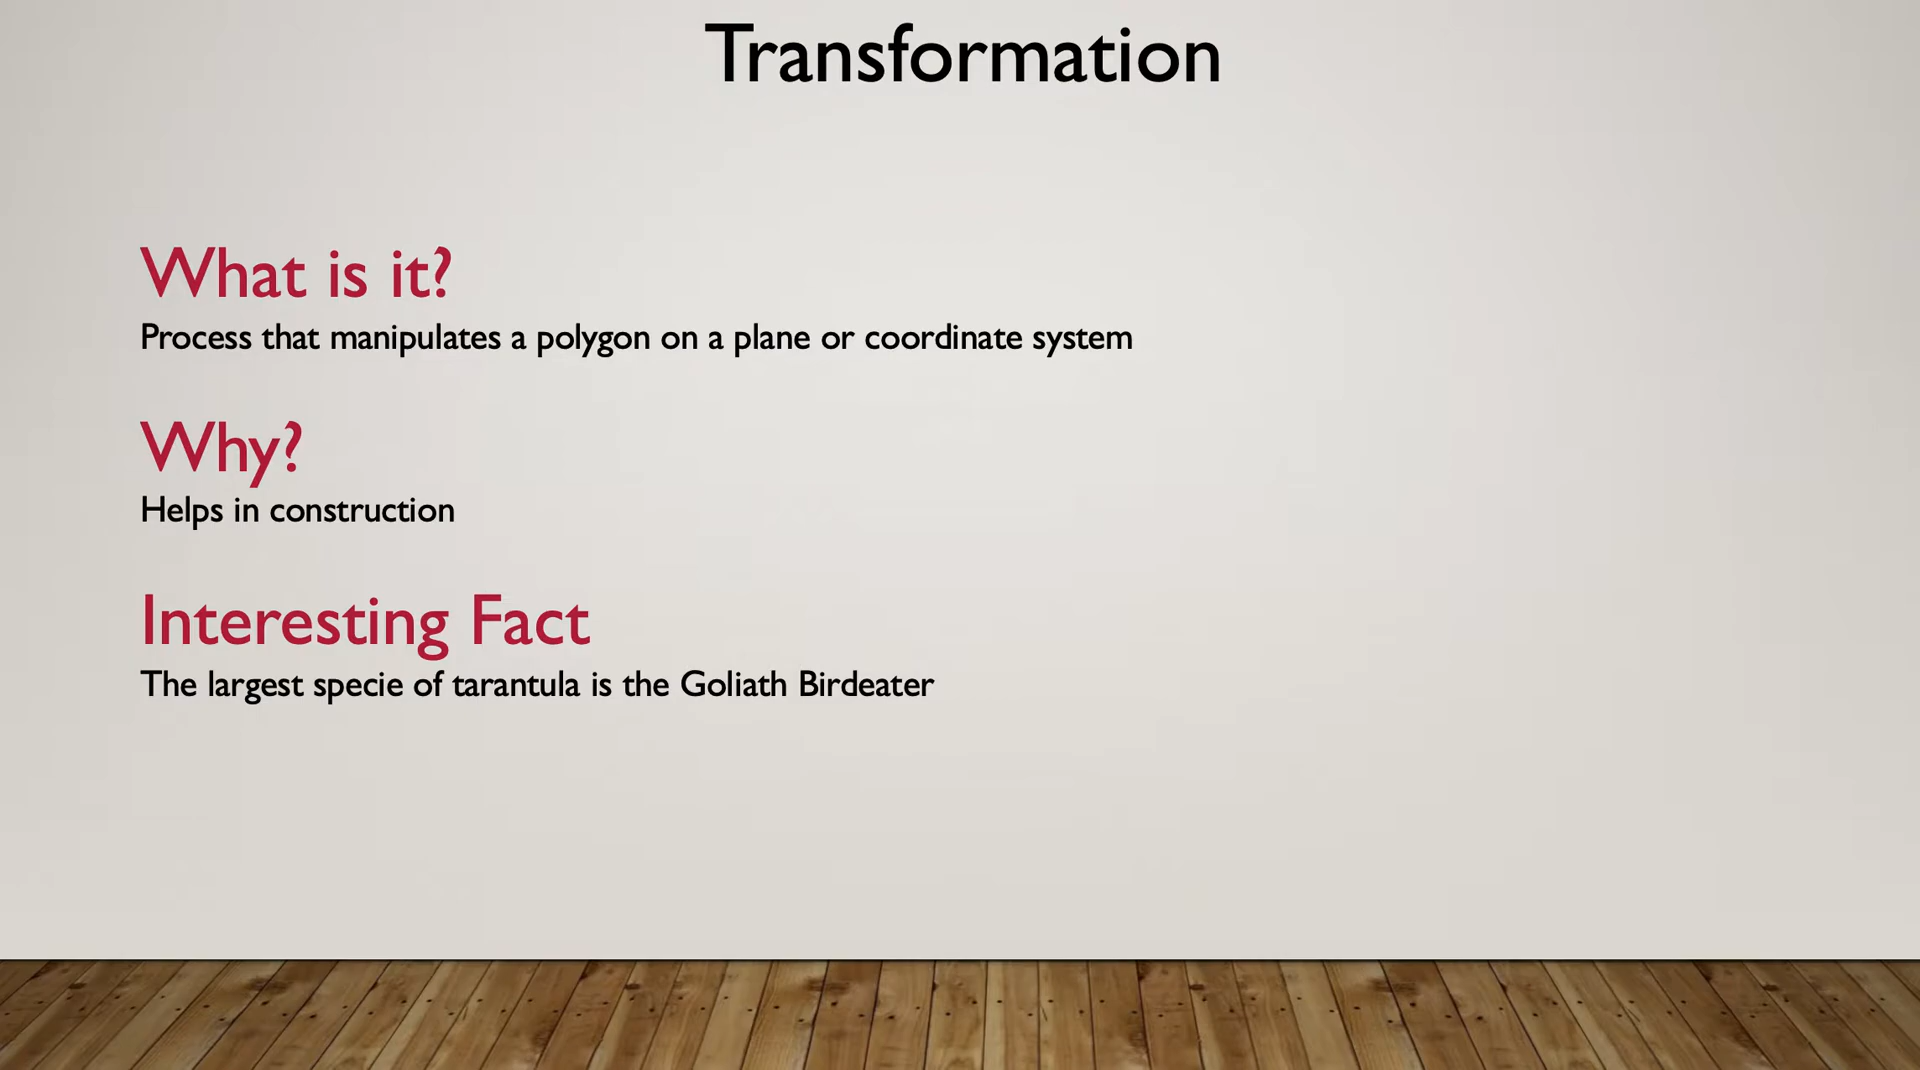 Transformation
What is it?
Process that manipulates a polygon on a plane or coordinate system
Why?
Helps in construction
Interesting Fact
The largest specie of tarantula is the Goliath Birdeater